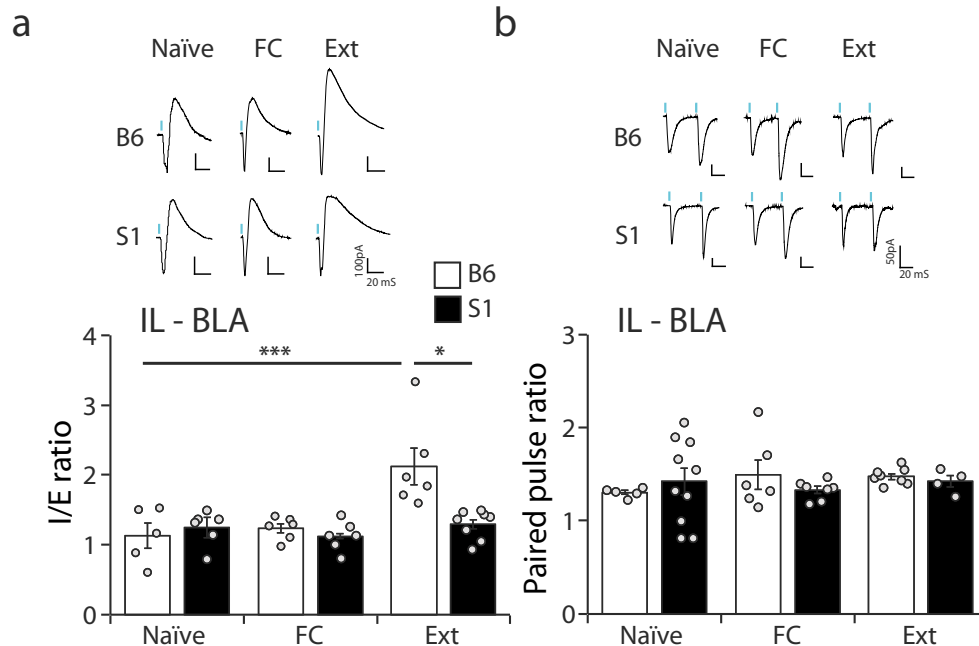 a
Naïve FC Ext
B6
S1
100pA
20 mS
B6
S1
IL - BLA
***
*
I/E ratio
4
3
2
1
0
Naïve FC Ext
b
Naïve FC Ext
B6
S1
50pA
20 mS
IL - BLA
Paired pulse ratio
3
2
1
0
Naïve FC Ext